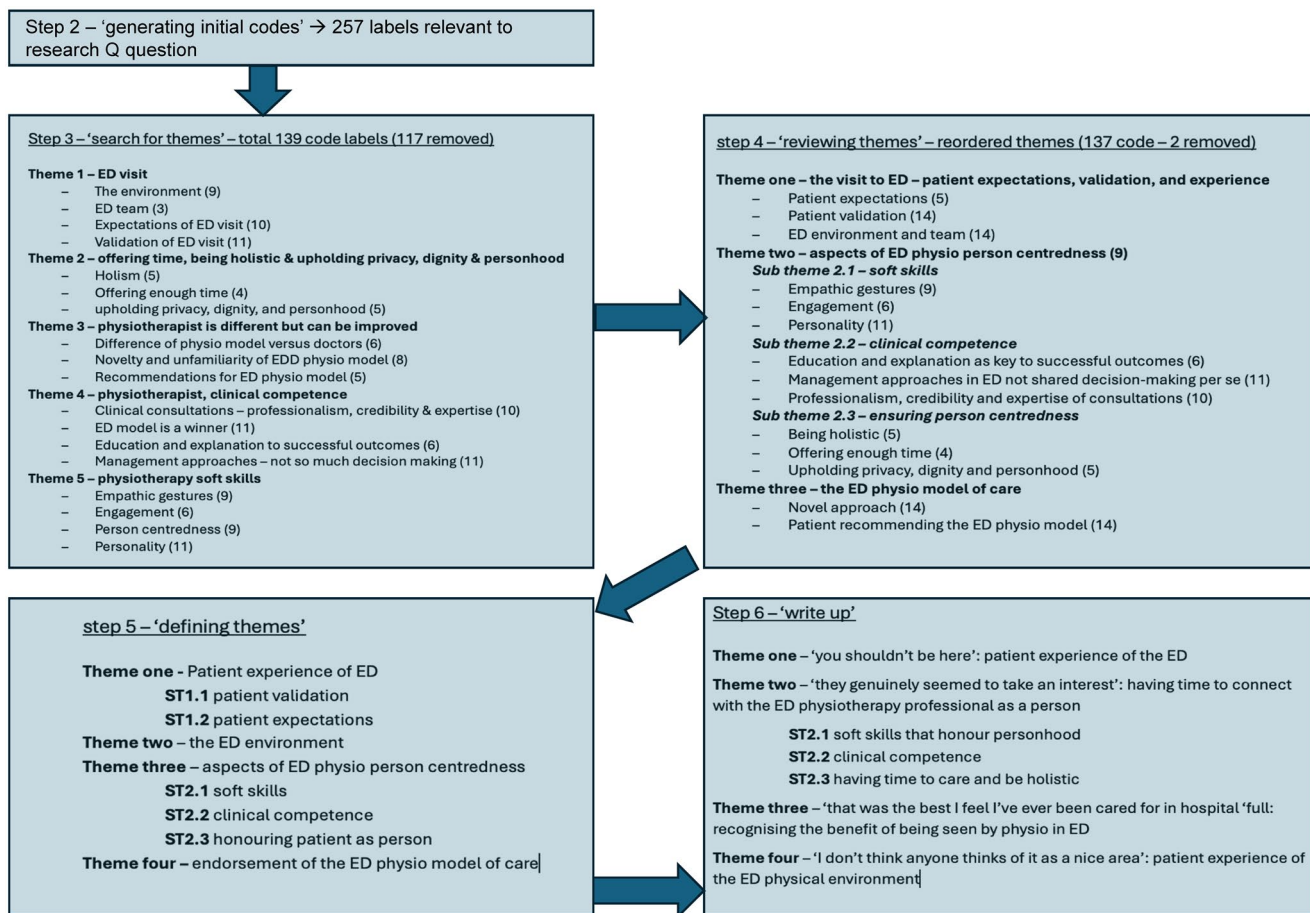 Step 2 – ‘generating initial codes’ → 257 labels relevant to
research Q question
Step 3 – ‘search for themes’ – total 139 code labels (117 removed)
Theme 1 – ED visit
– The environment (9)
– ED team (3)
– Expectations of ED visit (10)
– Validation of ED visit (11)
Theme 2 – offering time, being holistic & upholding privacy, dignity & personhood
– Holism (5)
– Offering enough time (4)
– upholding privacy, dignity, and personhood (5)
Theme 3 – physiotherapist is different but can be improved
– Difference of physio model versus doctors (6)
– Novelty and unfamiliarity of EDD physio model (8)
– Recommendations for ED physio model (5)
Theme 4 – physiotherapist, clinical competence
– Clinical consultations – professionalism, credibility & expertise (10)
– ED model is a winner (11)
– Education and explanation to successful outcomes (6)
– Management approaches – not so much decision making (11)
Theme 5 – physiotherapy soft skills
– Empathic gestures (9)
– Engagement (6)
– Person centredness (9)
– Personality (11)
step 4 – ‘reviewing themes’ – reordered themes (137 code – 2 removed)
Theme one – the visit to ED – patient expectations, validation, and experience
– Patient expectations (5)
– Patient validation (14)
– ED environment and team (14)
Theme two – aspects of ED physio person centredness (9)
Sub theme 2.1 – soft skills
– Empathic gestures (9)
– Engagement (6)
– Personality (11)
Sub theme 2.2 – clinical competence
– Education and explanation as key to successful outcomes (6)
– Management approaches in ED not shared decision-making per se (11)
– Professionalism, credibility and expertise of consultations (10)
Sub theme 2.3 – ensuring person centredness
– Being holistic (5)
– Offering enough time (4)
– Upholding privacy, dignity and personhood (5)
Theme three – the ED physio model of care
– Novel approach (14)
– Patient recommending the ED physio model (14)
step 5 – ‘defining themes’
Theme one - Patient experience of ED
ST1.1 patient validation
ST1.2 patient expectations
Theme two – the ED environment
Theme three – aspects of ED physio person centredness
ST2.1 soft skills
ST2.2 clinical competence
ST2.3 honouring patient as person
Theme four – endorsement of the ED physio model of care
Step 6 – ‘write up’
Theme one – ‘you shouldn’t be here’: patient experience of the ED
Theme two – ‘they genuinely seemed to take an interest’: having time to connect
with the ED physiotherapy professional as a person
ST2.1 soft skills that honour personhood
ST2.2 clinical competence
ST2.3 having time to care and be holistic
Theme three – ‘that was the best I feel I’ve ever been cared for in hospital ‘full:
recognising the benefit of being seen by physio in ED
Theme four – ‘I don’t think anyone thinks of it as a nice area’: patient experience of
the ED physical environment